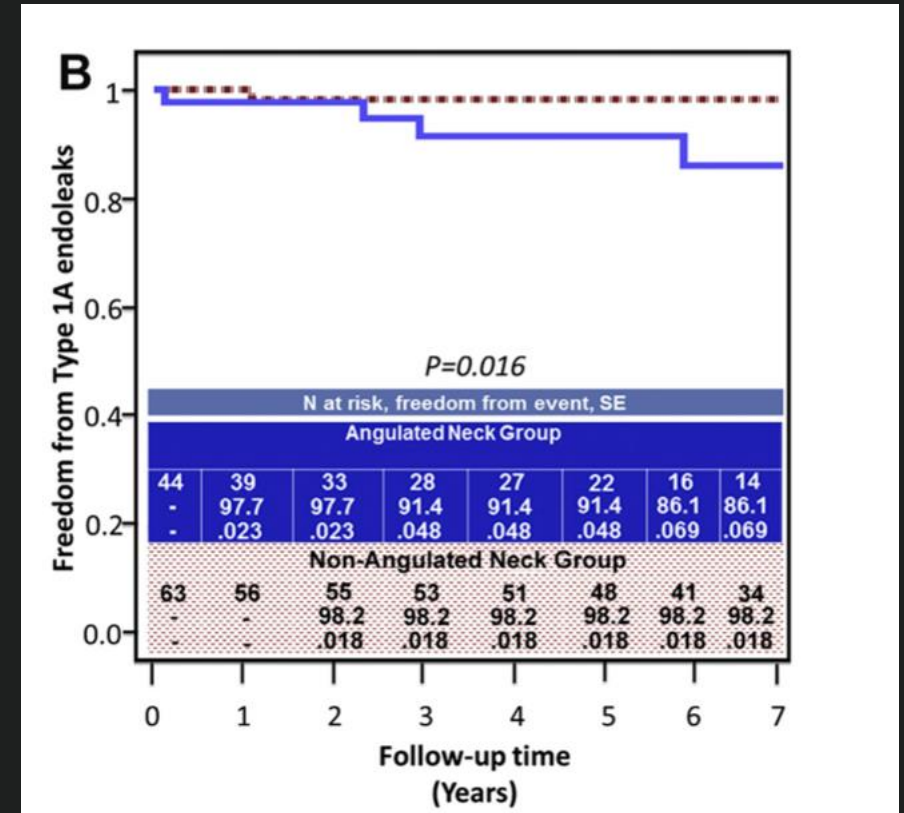 B
Freedom from Type 1A endoleaks
1
0.8
0.6
0.4
0.2
0.0
P=0.016
N at risk, freedom from event, SE
Angulated Neck Group
44 39 33 28 27 22 16 14
- 97.7 97.7 91.4 91.4 91.4 86.1 86.1
- .023 .023 .048 .048 .048 .069 .069
Non-Angulated Neck Group
63 56 55 53 51 48 41 34
- - 98.2 98.2 98.2 98.2 98.2 98.2
- - .018 .018 .018 .018 .018 .018
0 1 2 3 4 5 6 7
Follow-up time
(Years)